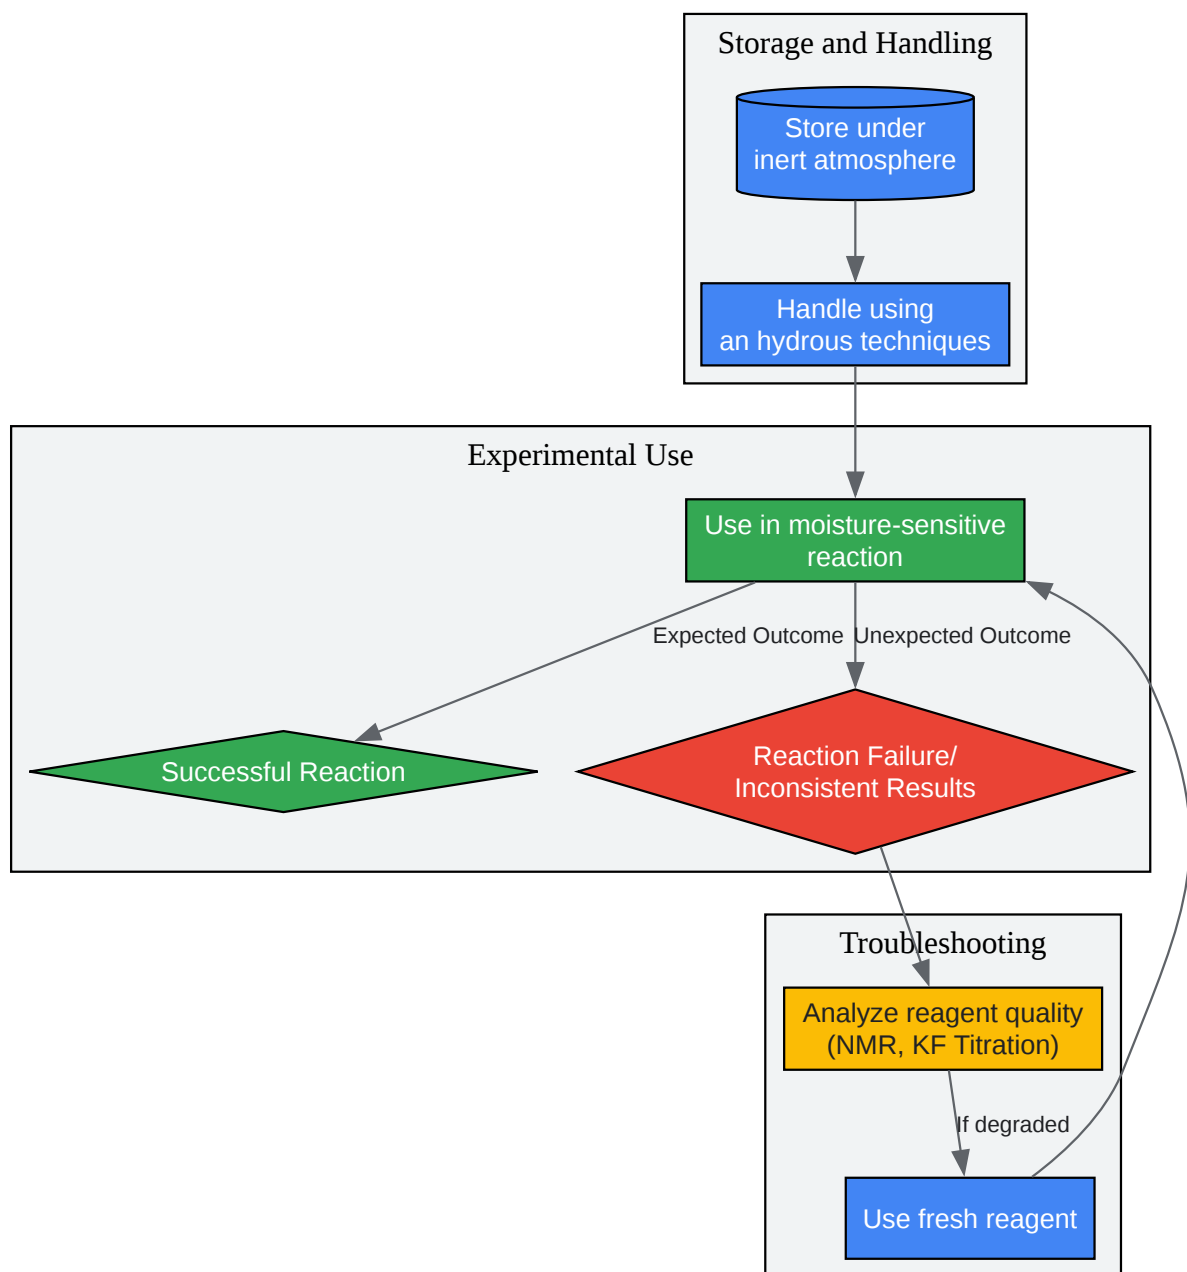 Storage and Handling
Store under
inert atmosphere
Handle using
an hydrous techniques
Experimental Use
Use in moisture-sensitive
reaction
Expected Outcome
Unexpected Outcome
Successful Reaction
Reaction Failure/
Inconsistent Results
Troubleshooting
Analyze reagent quality
(NMR, KF Titration)
If degraded
Use fresh reagent